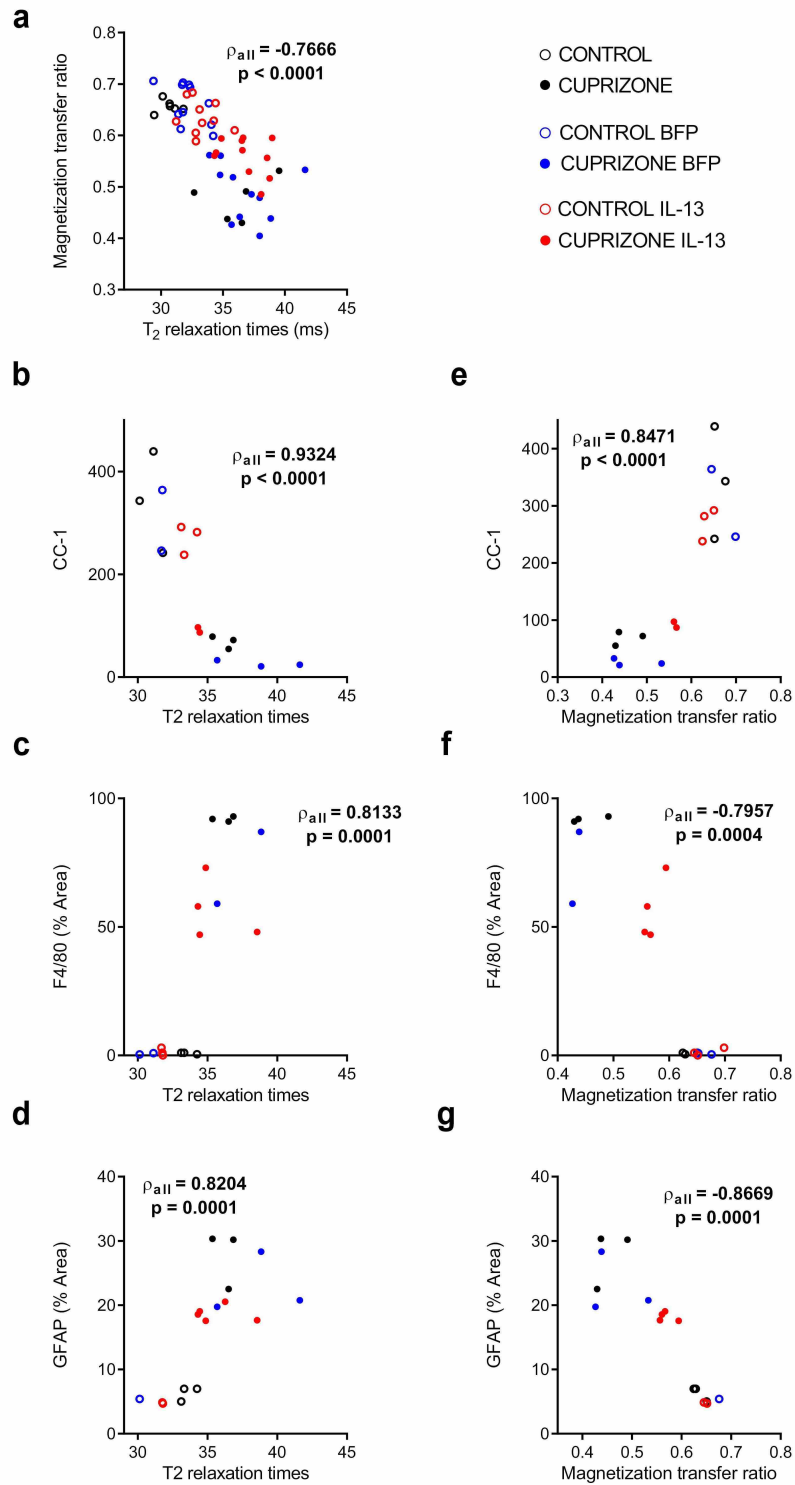 a
0.8
0.7
0.6
0.5
0.4
0.3
Magnetization transfer ratio
ρall = -0.7666
p < 0.0001
30 35 40 45
T2 relaxation times (ms)
CONTROL
CUPRIZONE
CONTROL BFP
CUPRIZONE BFP
CONTROL IL-13
CUPRIZONE IL-13
b
400
200
0
CC-1
ρall = 0.9324
p < 0.0001
30 35 40 45
T2 relaxation times
e
400
300
200
100
0
CC-1
ρall = 0.8471
p < 0.0001
0.3 0.4 0.5 0.6 0.7 0.8
Magnetization transfer ratio
c
100
50
0
F4/80 (% Area)
ρall = 0.8133
p = 0.0001
30 35 40 45
T2 relaxation times
f
100
50
0
F4/80 (% Area)
ρall = -0.7957
p = 0.0004
0.4 0.5 0.6 0.7 0.8
Magnetization transfer ratio
d
40
30
20
10
0
GFAP (% Area)
ρall = 0.8204
p = 0.0001
30 35 40 45
T2 relaxation times
g
40
30
20
10
0
GFAP (% Area)
ρall = -0.8669
p = 0.0001
0.4 0.5 0.6 0.7 0.8
Magnetization transfer ratio